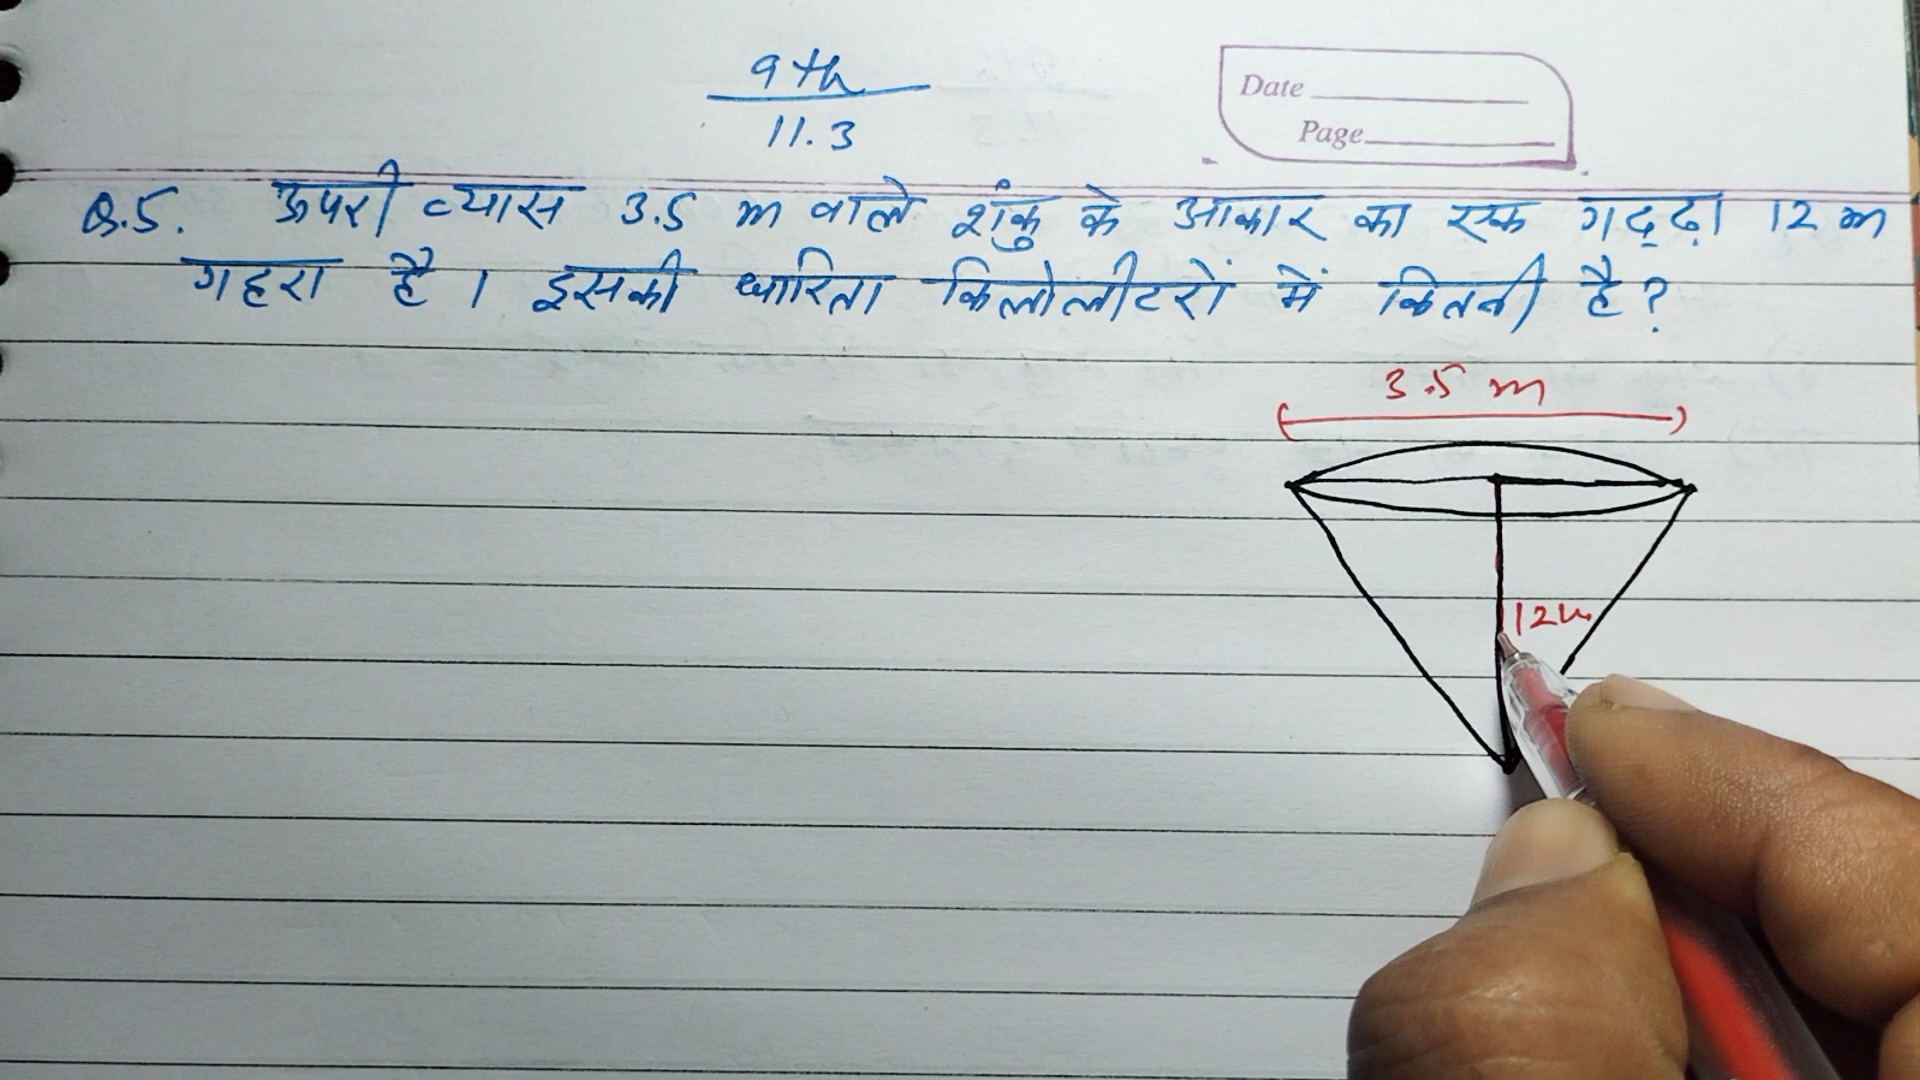 9th
11.3
Date
Page
Q.5. ऊपरी व्यास 3.5 m वाले शंकु के आकार का एक गद्ढा 12 m
गहरा है । इसकी धारिता किलोलीटरों में कितनी है ?
3.5 m
12m